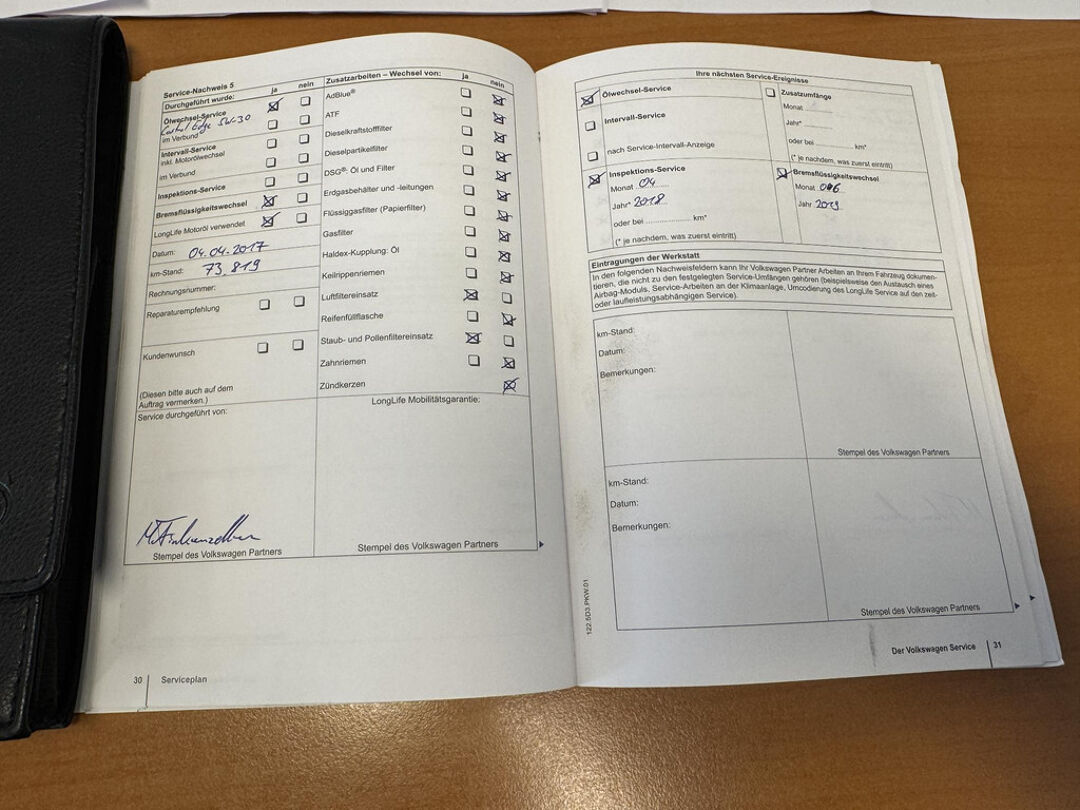 Service-Nachweis 5
Durchgeführt wurde: ja nein
Ölwechsel-Service
Castrol Edge 5W-30
im Verbund
Intervall-Service
inkl. Motorölwechsel
im Verbund
Inspektions-Service
Bremsflüssigkeitswechsel
LongLife Motoröl verwendet
Datum: 04.04.2017
km-Stand: 73.819
Rechnungsnummer:
Reparaturempfehlung
Kundenwunsch
(Diesen bitte auch auf dem
Auftrag vermerken.)
Service durchgeführt von:
Stempel des Volkswagen Partners
Zusatzarbeiten – Wechsel von: ja nein
AdBlue®
ATF
Dieselkraftstofffilter
Dieselpartikelfilter
DSG®- Öl und Filter
Erdgasbehälter und -leitungen
Flüssiggasfilter (Papierfilter)
Gasfilter
Haldex-Kupplung: Öl
Keilrippenriemen
Luftfiltereinsatz
Reifenfüllflasche
Staub- und Pollenfiltereinsatz
Zahnriemen
Zündkerzen
LongLife Mobilitätsgarantie:
Stempel des Volkswagen Partners
30 Serviceplan
Ihre nächsten Service-Ereignisse
Ölwechsel-Service
Intervall-Service
nach Service-Intervall-Anzeige
Inspektions-Service
Monat 04
Jahr* 2018
oder bei .................... km*
(* je nachdem, was zuerst eintritt)
Zusatzumfänge
Monat ..........
Jahr* ..........
oder bei .............. km*
(* je nachdem, was zuerst eintritt)
Bremsflüssigkeitswechsel
Monat 06
Jahr 2019
Eintragungen der Werkstatt
In den folgenden Nachweisfeldern kann Ihr Volkswagen Partner Arbeiten an Ihrem Fahrzeug dokumen-
tieren, die nicht zu den festgelegten Service-Umfängen gehören (beispielsweise den Austausch eines
Airbag-Moduls, Service-Arbeiten an der Klimaanlage, Umcodierung des LongLife Service auf den zeit-
oder laufleistungsabhängigen Service).
km-Stand:
Datum:
Bemerkungen:
Stempel des Volkswagen Partners
km-Stand:
Datum:
Bemerkungen:
Stempel des Volkswagen Partners
122.5D3.PKW.01
Der Volkswagen Service 31